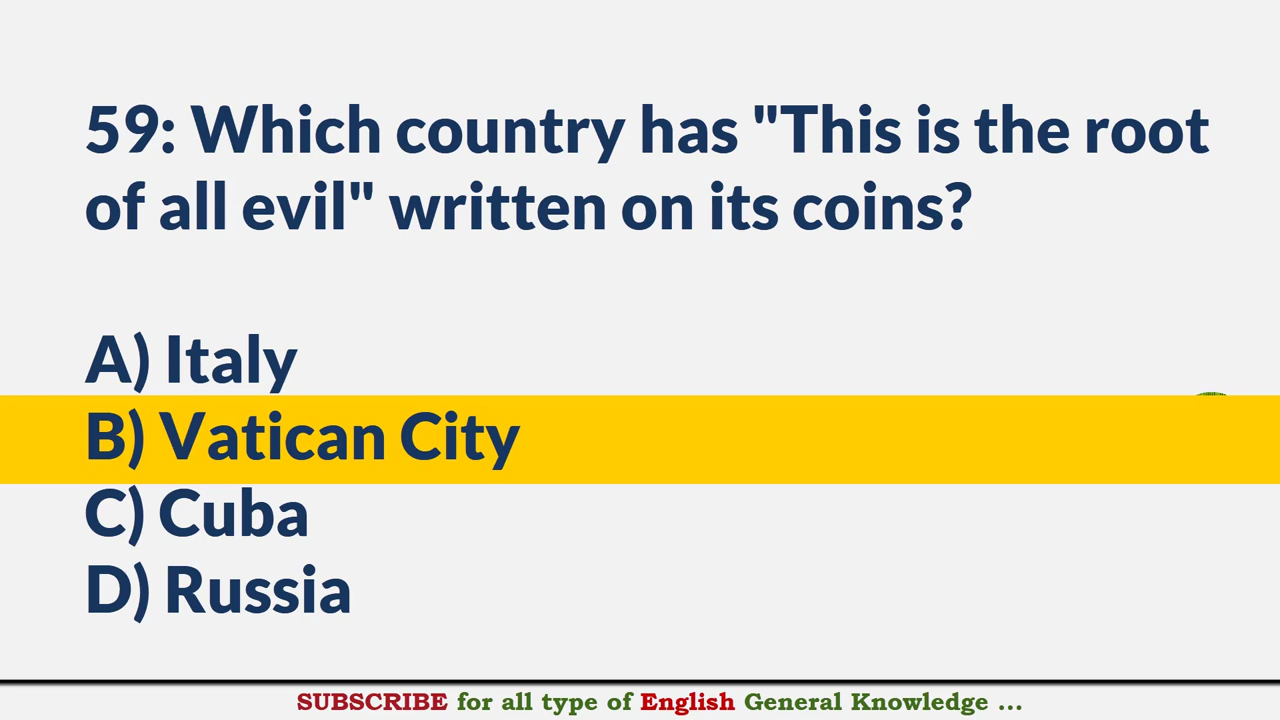 59: Which country has "This is the root
of all evil" written on its coins?
A) Italy
B) Vatican City
C) Cuba
D) Russia
SUBSCRIBE for all type of English General Knowledge ...